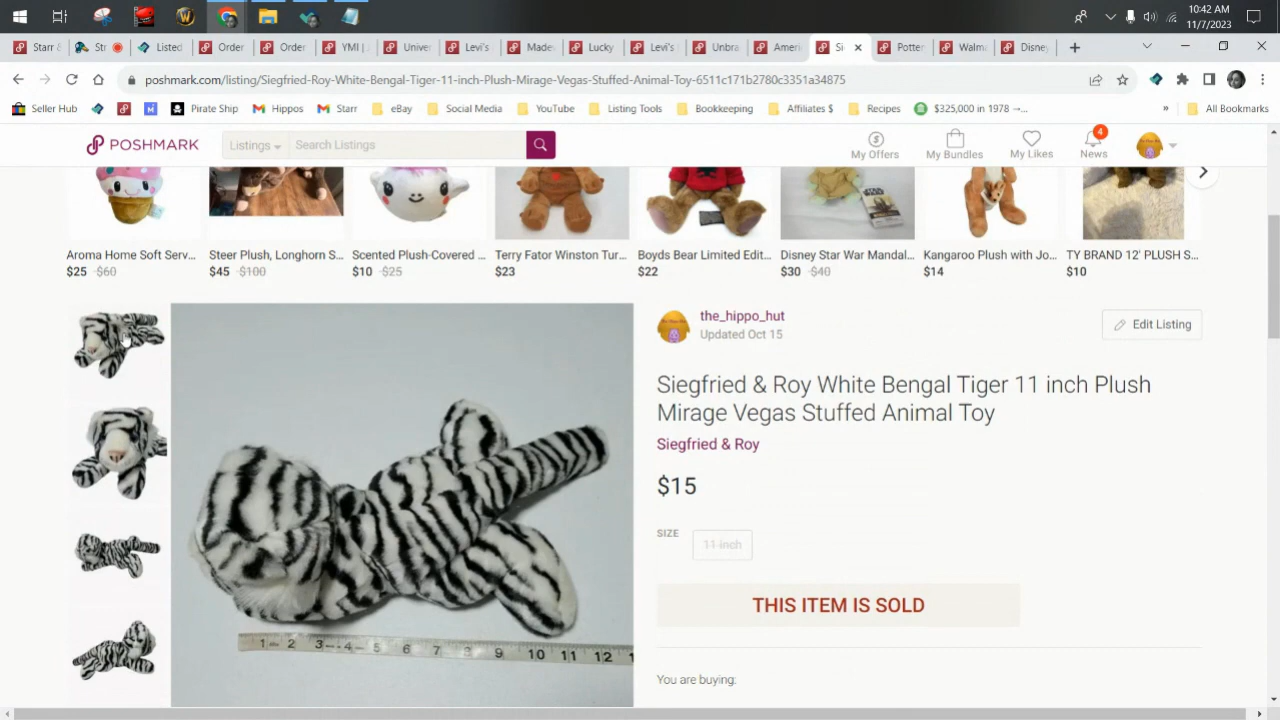 10:42 AM
11/7/2023
Starr &
Str
Listed
Order
Order
YMI |
Univer
Levi's
Madev
Lucky
Levi's
Unbra
Ameri
Si
Potter
Walma
Disney
poshmark.com/listing/Siegfried-Roy-White-Bengal-Tiger-11-inch-Plush-Mirage-Vegas-Stuffed-Animal-Toy-6511c171b2780c3351a34875
Seller Hub
Pirate Ship
Hippos
Starr
eBay
Social Media
YouTube
Listing Tools
Bookkeeping
Affiliates $
Recipes
$325,000 in 1978 →...
»
All Bookmarks
POSHMARK
Listings
Search Listings
My Offers
My Bundles
My Likes
4
News
Aroma Home Soft Serv...
$25 $60
Steer Plush, Longhorn S...
$45 $100
Scented Plush-Covered ...
$10 $25
Terry Fator Winston Tur...
$23
Boyds Bear Limited Edit...
$22
Disney Star War Mandal...
$30 $40
Kangaroo Plush with Jo...
$14
TY BRAND 12' PLUSH S...
$10
the_hippo_hut
Updated Oct 15
Edit Listing
Siegfried & Roy White Bengal Tiger 11 inch Plush
Mirage Vegas Stuffed Animal Toy
Siegfried & Roy
$15
SIZE
11 inch
THIS ITEM IS SOLD
You are buying:
1 2 3 4 5 6 7 8 9 10 11 12